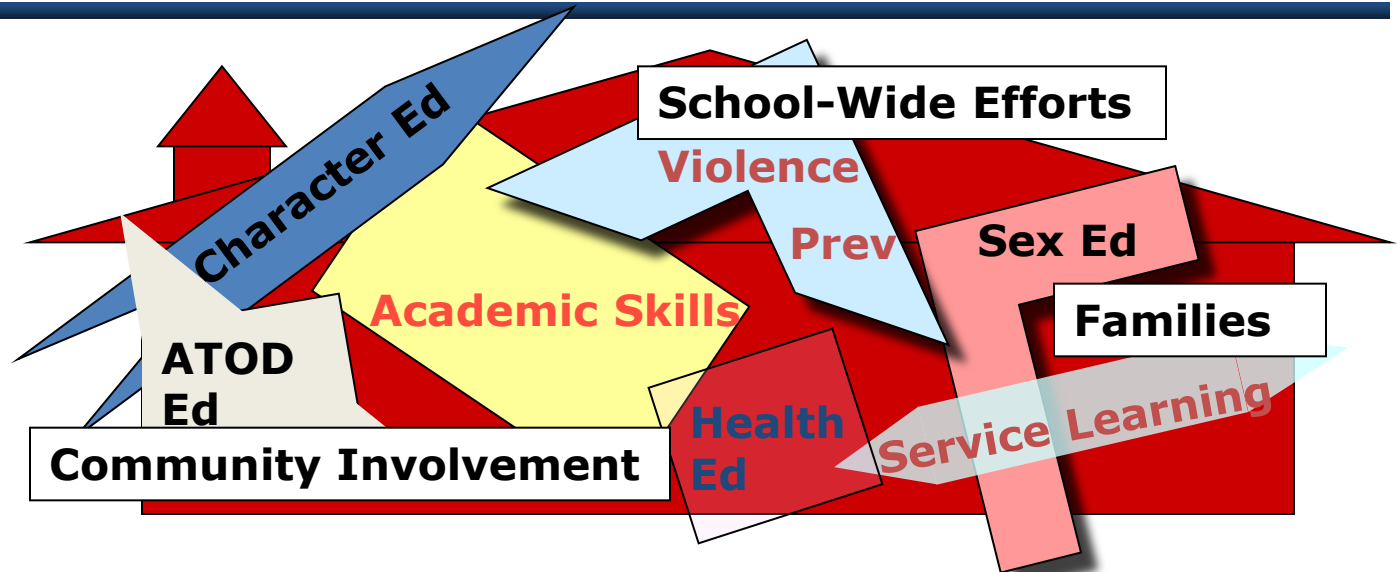 School-Wide Efforts
Character Ed
Violence
Prev
Sex Ed
Academic Skills
Families
ATOD
Ed
Health
Ed
Service Learning
Community Involvement